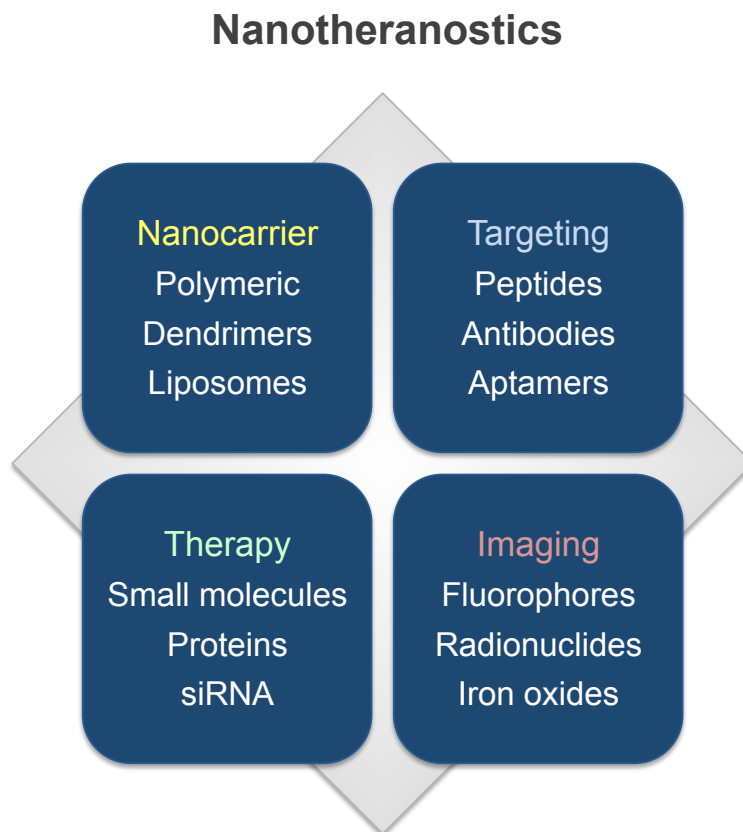 Nanotheranostics
Nanocarrier
Polymeric
Dendrimers
Liposomes
Targeting
Peptides
Antibodies
Aptamers
Therapy
Small molecules
Proteins
siRNA
Imaging
Fluorophores
Radionuclides
Iron oxides